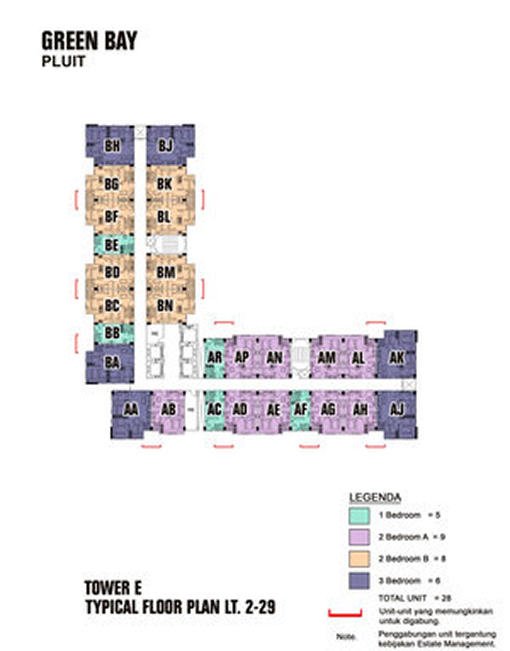 GREEN BAY
PLUIT
BH BJ
BG BK
BF BL
BE
BD BM
BC BN
BB
BA
AR AP AN AM AL AK
AA AB AC AD AE AF AG AH AJ
LEGENDA
1 Bedroom = 5
2 Bedroom A = 9
2 Bedroom B = 8
3 Bedroom = 6
TOTAL UNIT = 28
Unit-unit yang memungkinkan
untuk digabung.
Note. Penggabungan unit tergantung
kebijakan Estate Management.
TOWER E
TYPICAL FLOOR PLAN LT. 2-29